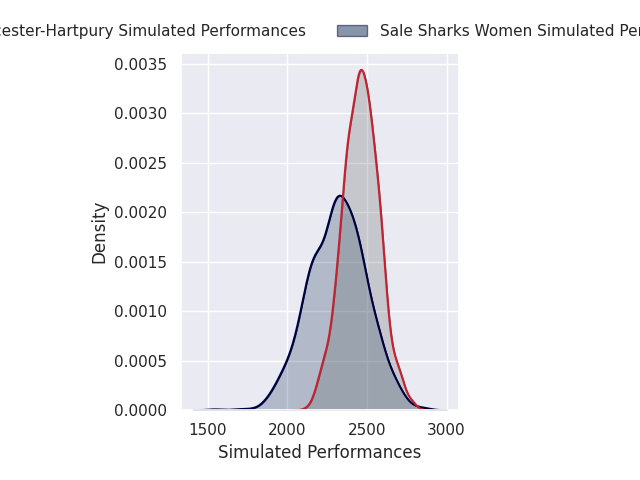 cester-Hartpury Simulated Performances Sale Sharks Women Simulated Per
0.0035
0.0030
0.0025
0.0020
0.0015
0.0010
0.0005
0.0000
Density
1500 2000 2500 3000
Simulated Performances